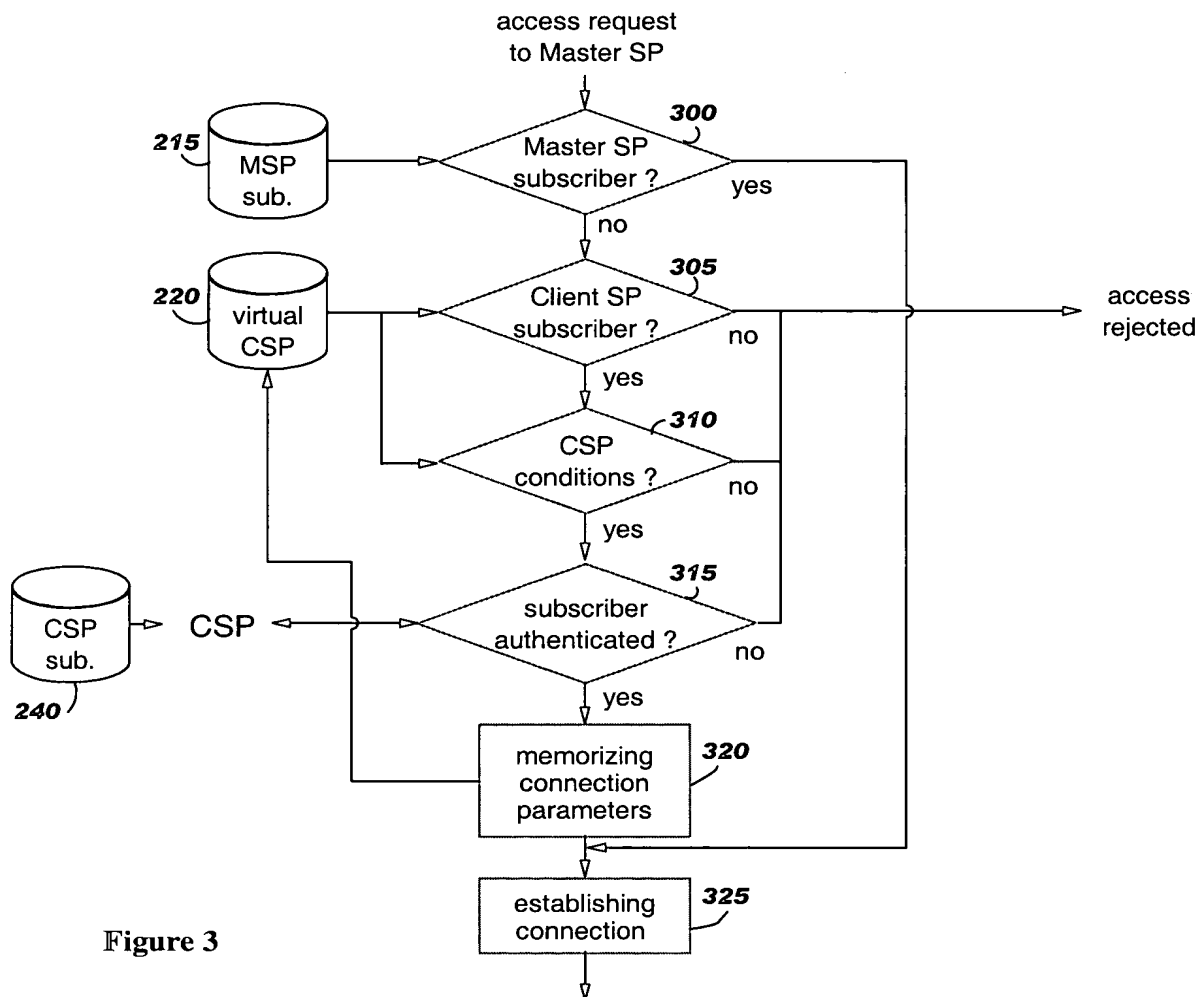 access request
to Master SP
300
215
MSP
sub.
Master SP
subscriber ?
yes
no
305
220
virtual
CSP
Client SP
subscriber ?
no
access
rejected
yes
310
CSP
conditions ?
no
yes
315
CSP
sub.
CSP
subscriber
authenticated ?
no
240
yes
320
memorizing
connection
parameters
325
establishing
connection
Figure 3